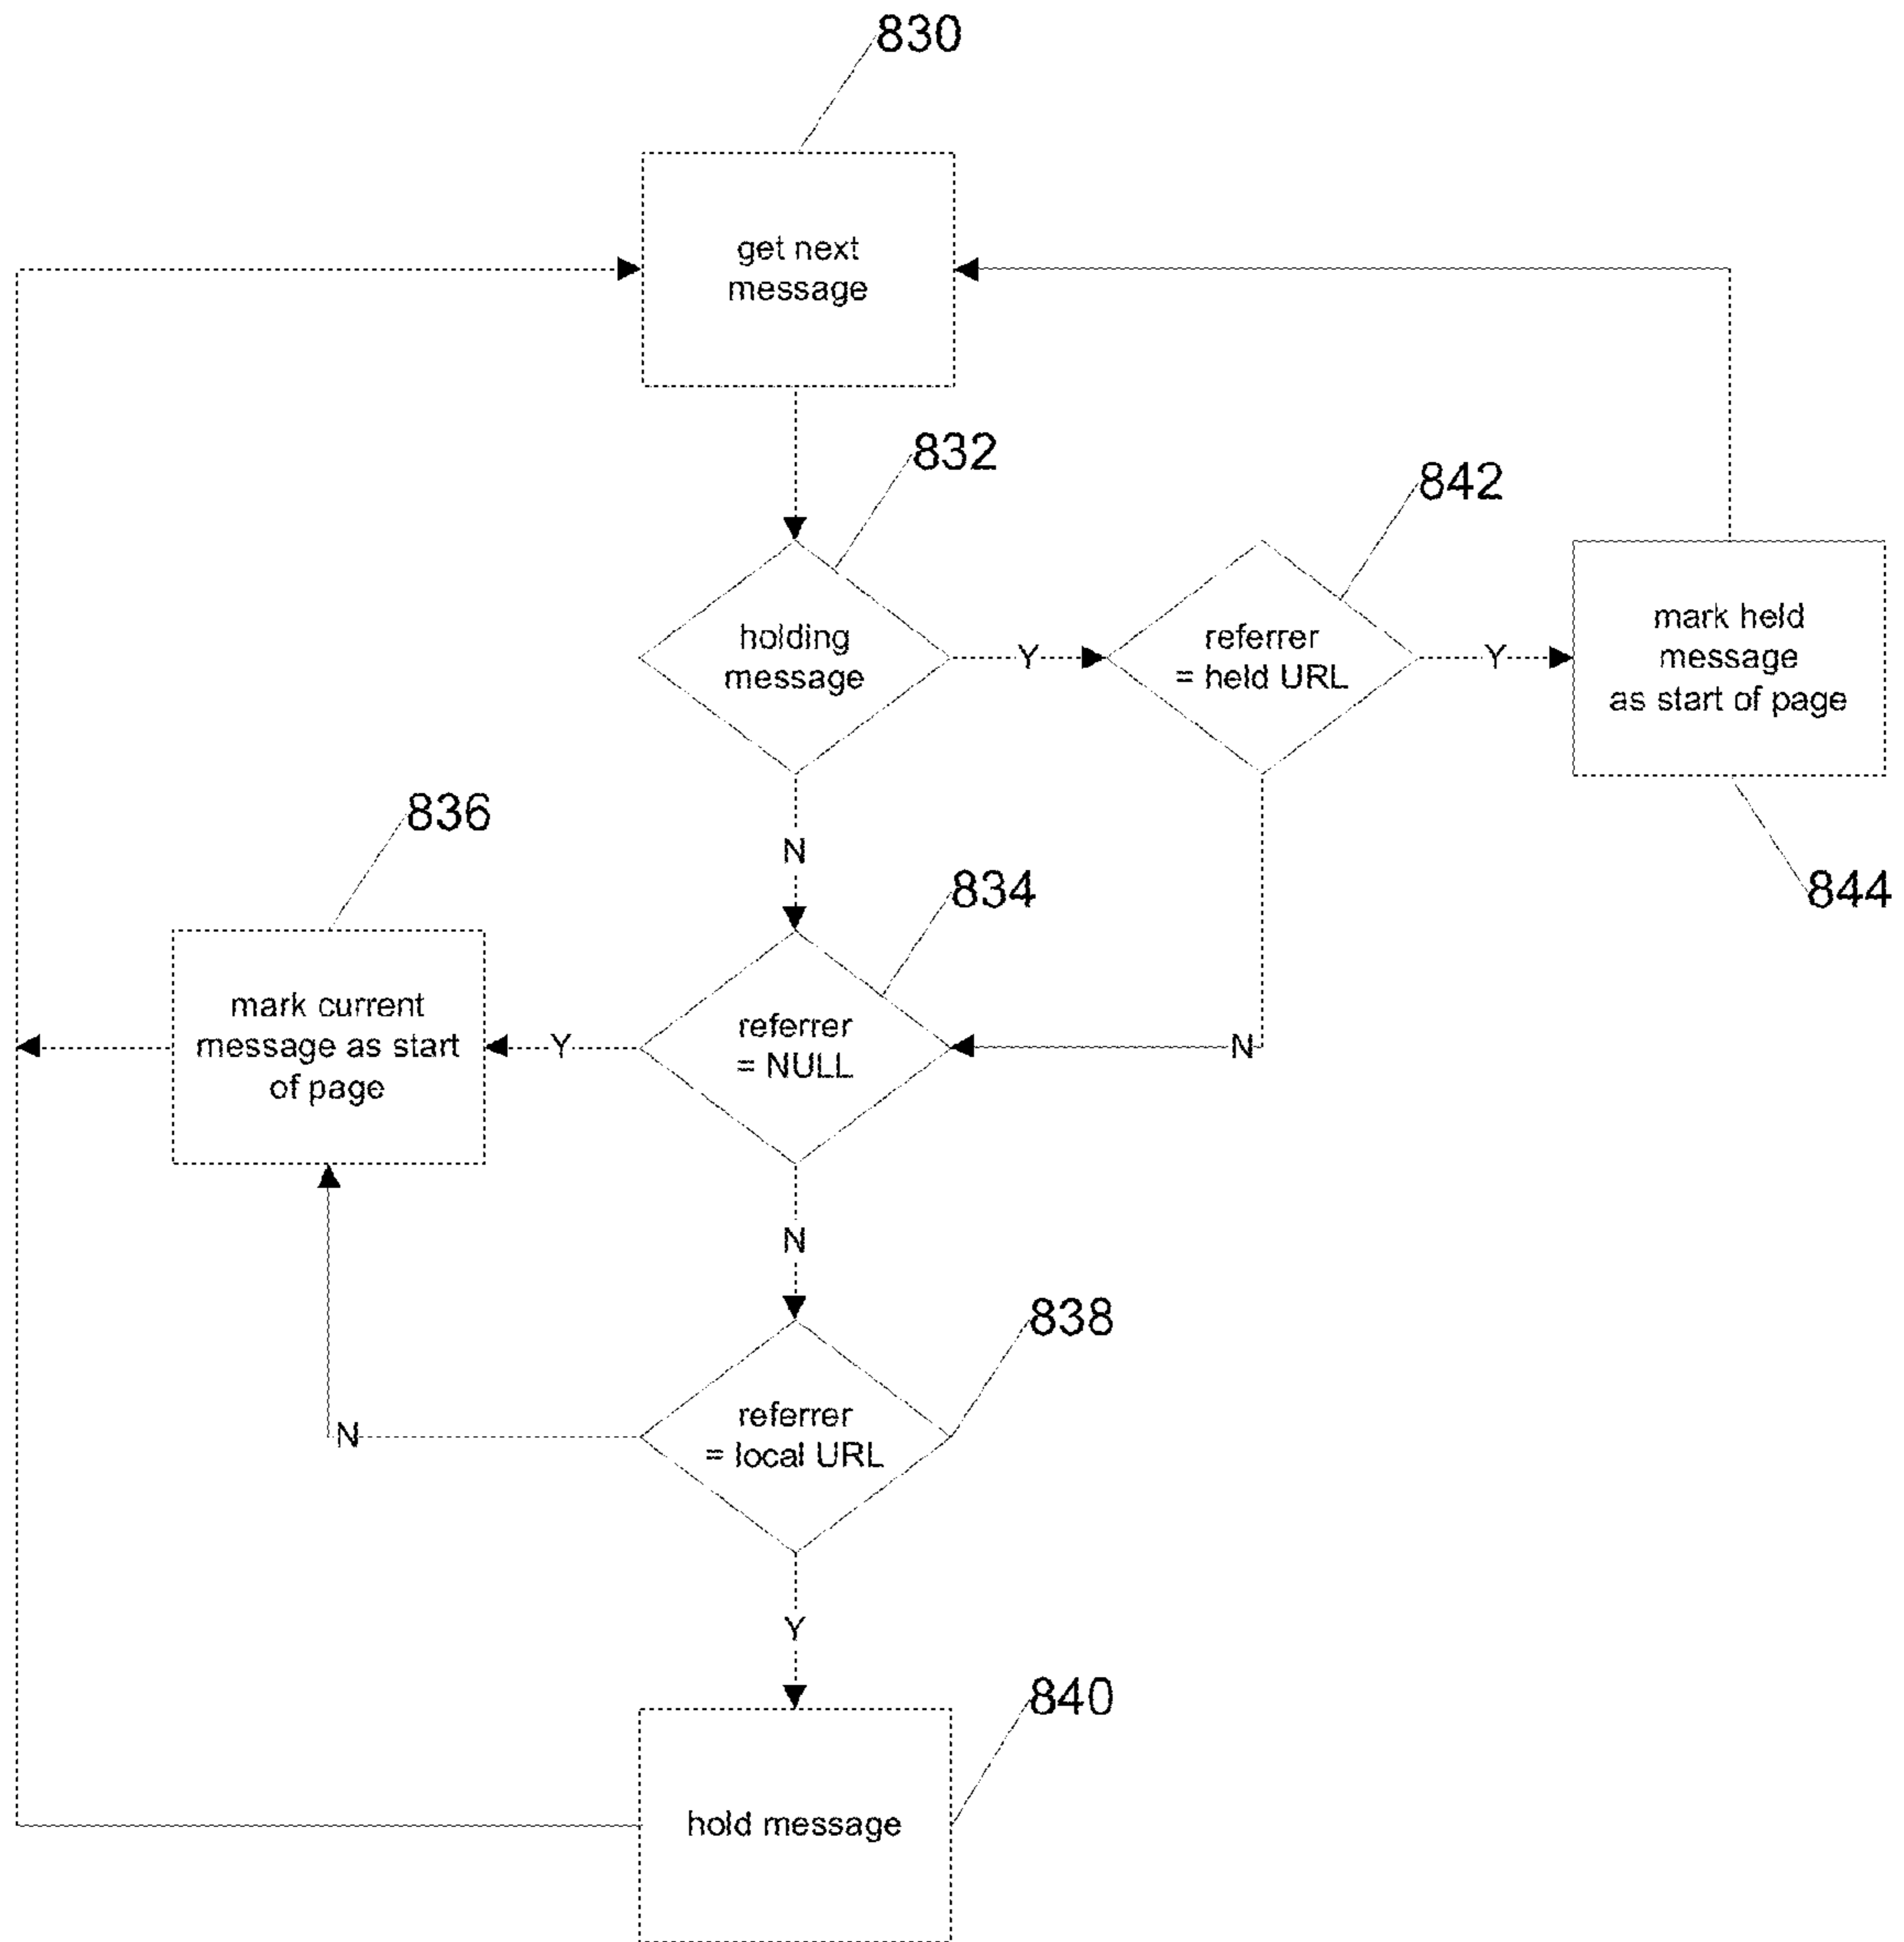 830
get next
message
832
842
holding
message
Y
referrer
= held URL
Y
mark held
message
as start of page
836
N
834
844
mark current
message as start
of page
Y
referrer
= NULL
N
N
838
N
referrer
= local URL
Y
840
hold message